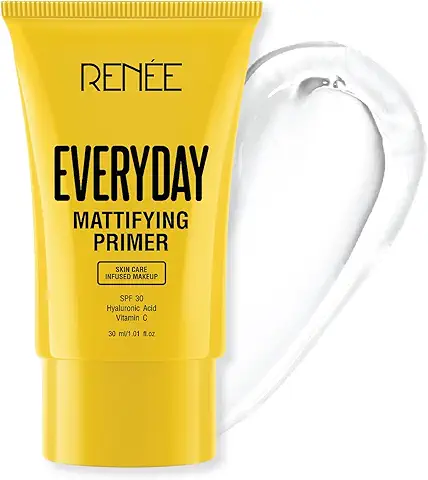 RENÉE
EVERYDAY
MATTIFYING
PRIMER
SKIN CARE
INFUSED MAKEUP
SPF 30
Hyaluronic Acid
Vitamin C
30 ml/1.01 fl.oz